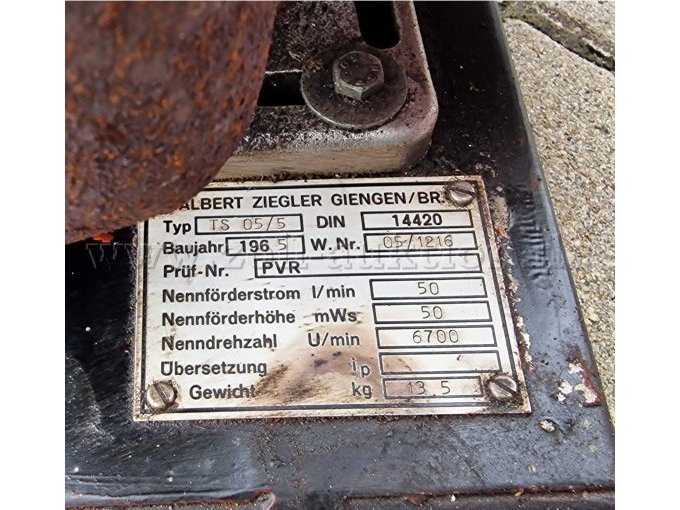 ALBERT ZIEGLER GIENGEN/BR.
Typ TS 05/5 DIN 14420
Baujahr 1965 W.Nr. 05/1216
Prüf-Nr. PVR
Nennförderstrom l/min 50
Nennförderhöhe mWs 50
Nenndrehzahl U/min 6700
Übersetzung ip
Gewicht kg 13.5